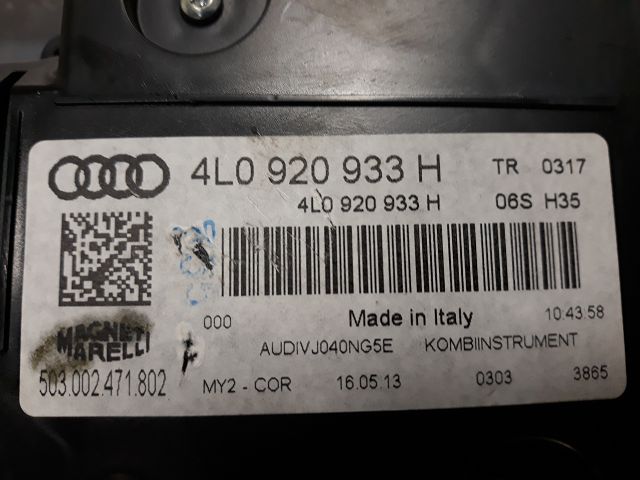 4L0 920 933 H TR 0317
4L0 920 933 H 06S H35
000 Made in Italy 10:43:58
MAGNETI MARELLI
AUDIVJ040NG5E KOMBIINSTRUMENT
503.002.471.802 MY2 - COR 16.05.13 0303 3865